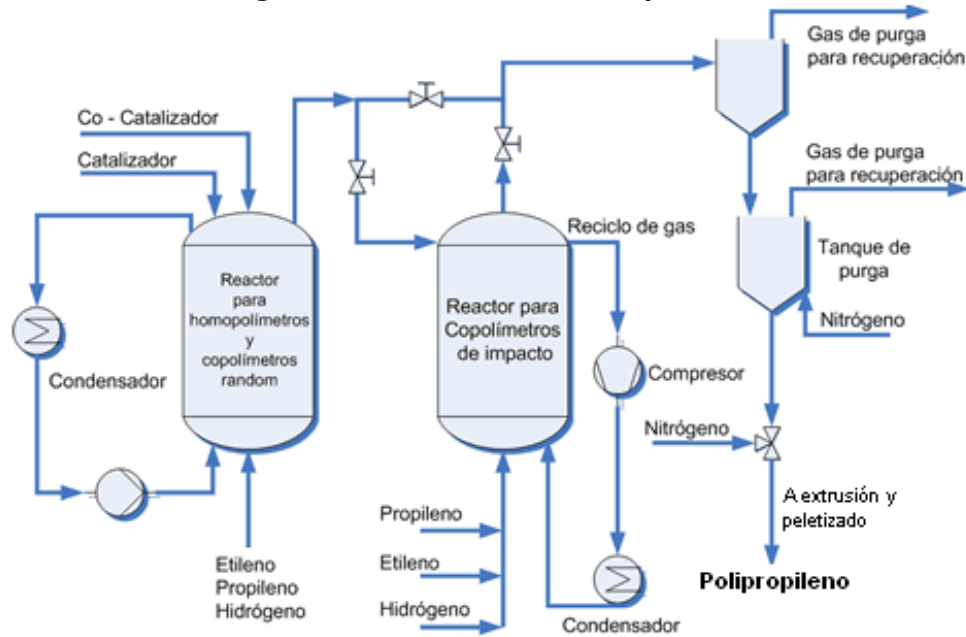 Gas de purga
para recuperación
Co - Catalizador
Catalizador
Gas de purga
para recuperación
Reciclo de gas
Reactor
para
homopolímetros
y
copolímetros
random
Reactor para
Copolímetros
de impacto
Tanque de
purga
Nitrógeno
Condensador
Compresor
Nitrógeno
A extrusión y
peletizado
Propileno
Etileno
Hidrógeno
Etileno
Propileno
Hidrógeno
Polipropileno
Condensador